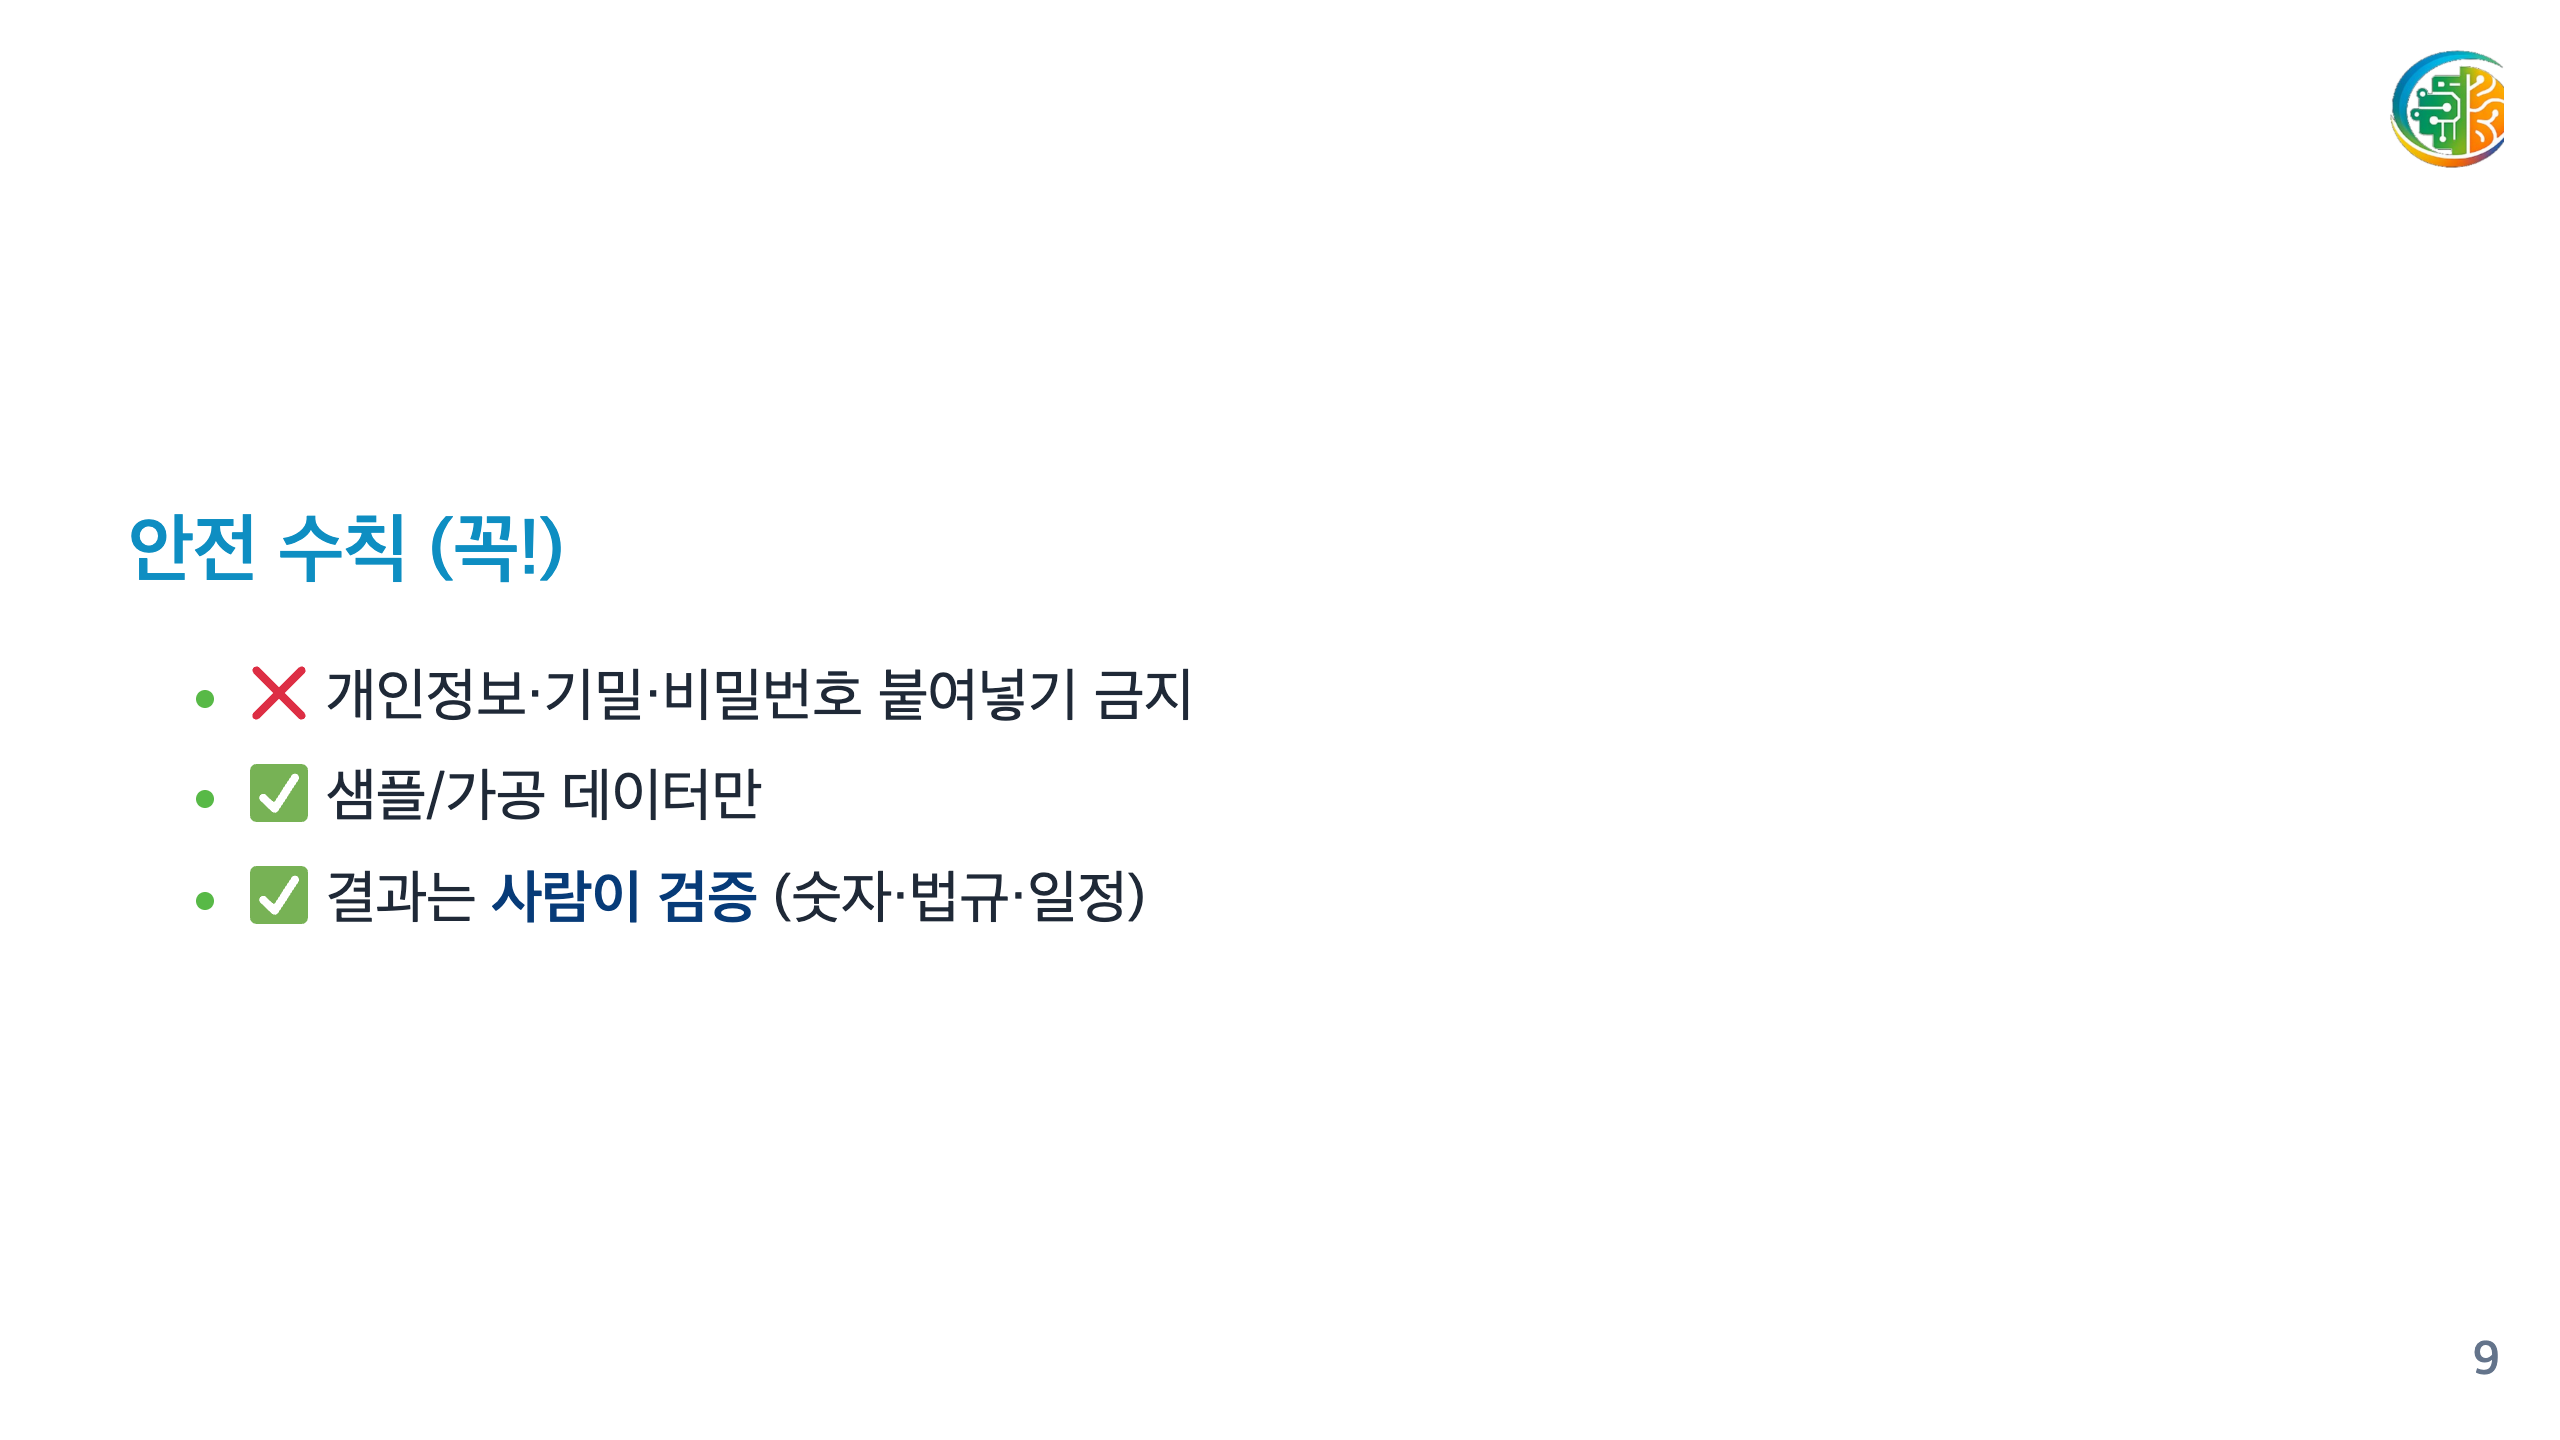 안전 수칙 (꼭!)
• ❌ 개인정보·기밀·비밀번호 붙여넣기 금지
• ✅ 샘플/가공 데이터만
• ✅ 결과는 사람이 검증 (숫자·법규·일정)
9